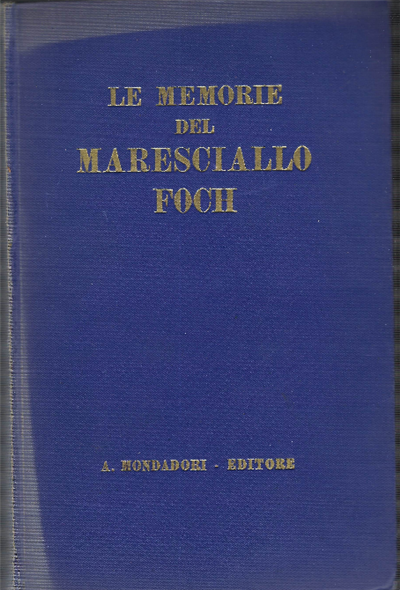 LE MEMORIE
DEL
MARESCIALLO
FOCH
A. MONDADORI - EDITORE